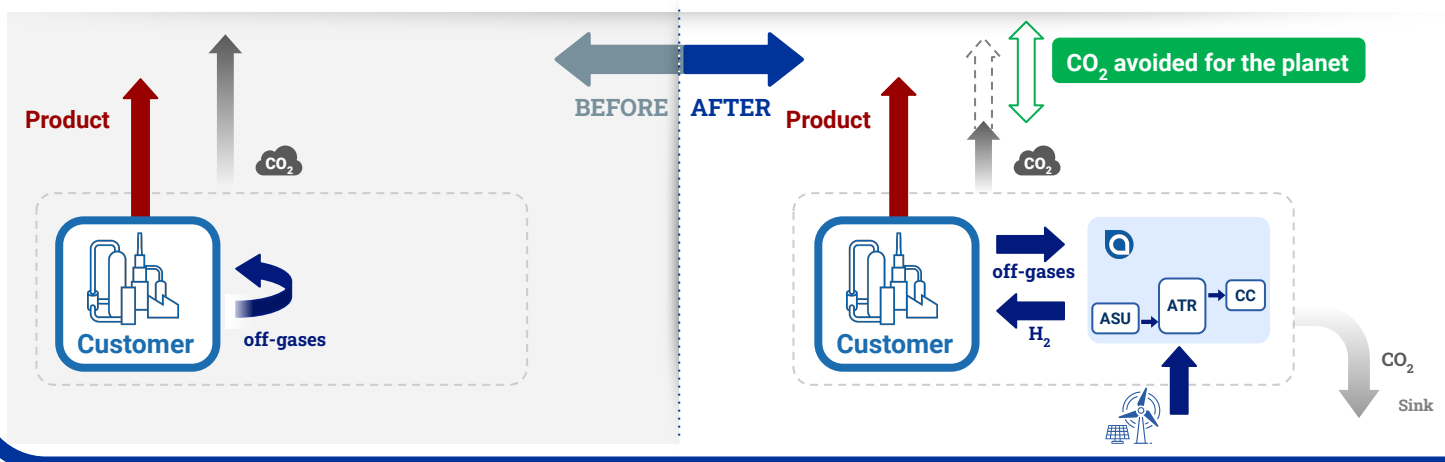 BEFORE
AFTER
CO₂ avoided for the planet
Product
CO₂
Customer
off-gases
Product
CO₂
Customer
off-gases
H₂
ASU
ATR
CC
CO₂
Sink